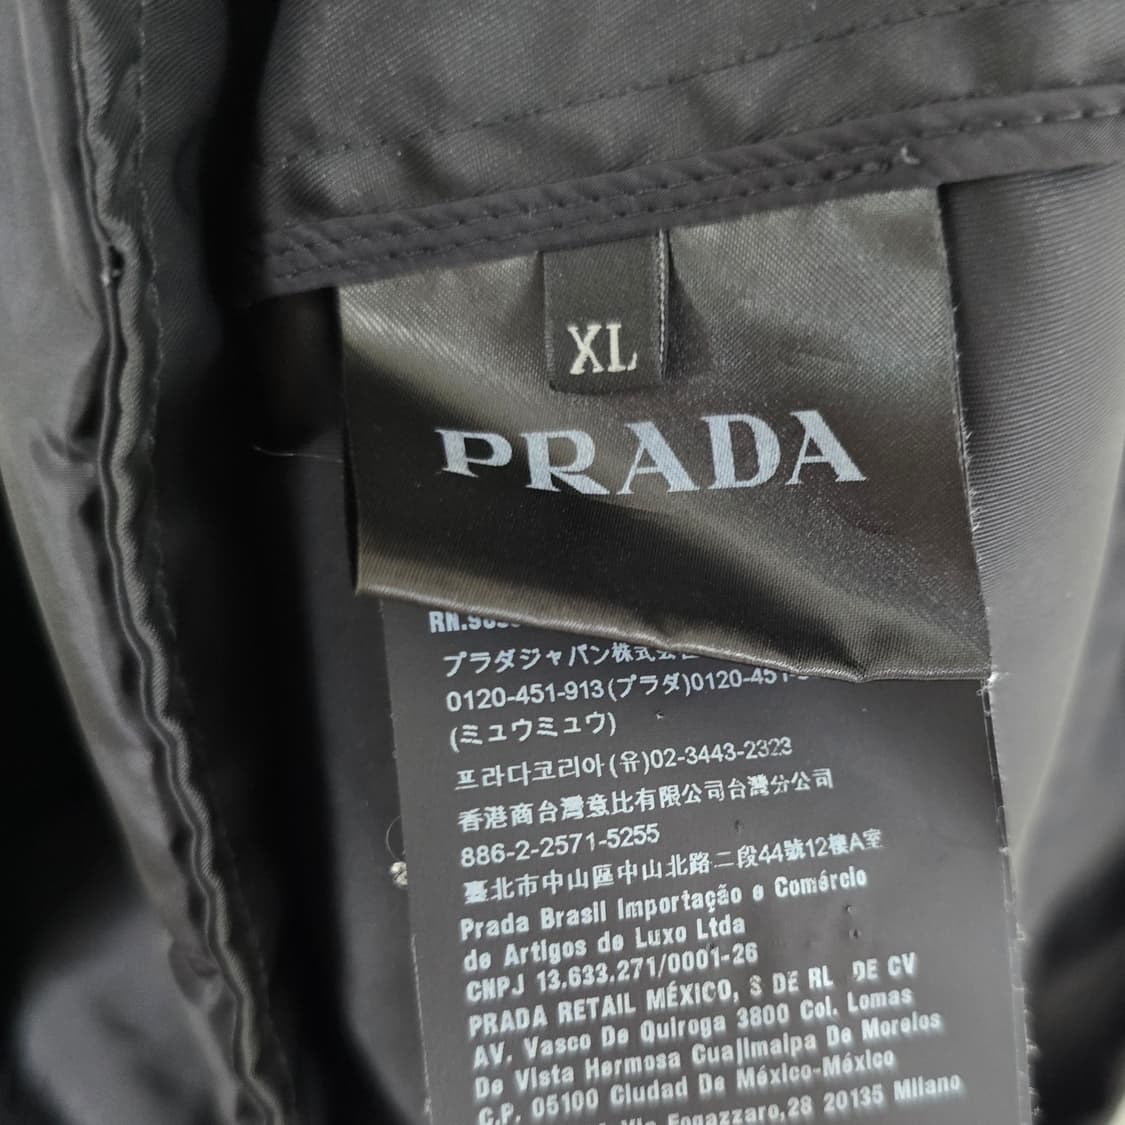 XL
PRADA
プラダジャパン株式会
0120-451-913(プラダ)0120-451-
(ミュウミュウ)
프라다코리아(유)02-3443-2323
香港商台灣意比有限公司台灣分公司
886-2-2571-5255
臺北市中山區中山北路二段44號12樓A室
Prada Brasil Importação e Comércio
de Artigos de Luxo Ltda
CNPJ 13.633.271/0001-26
PRADA RETAIL MÉXICO, S DE RL DE CV
AV. Vasco De Quiroga 3800 Col. Lomas
De Vista Hermosa Cuajimalpa De Morelos
C.P. 05100 Ciudad De México-México
Via Fogazzaro,28 20135 Milano